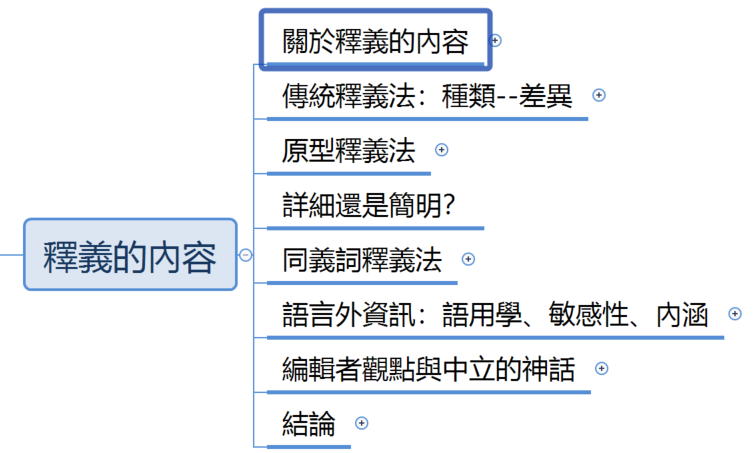 關於釋義的內容
傳統釋義法：種類--差異
原型釋義法
詳細還是簡明?
釋義的內容
同義詞釋義法
語言外資訊：語用學、敏感性、内涵
編輯者觀點與中立的神話
結論